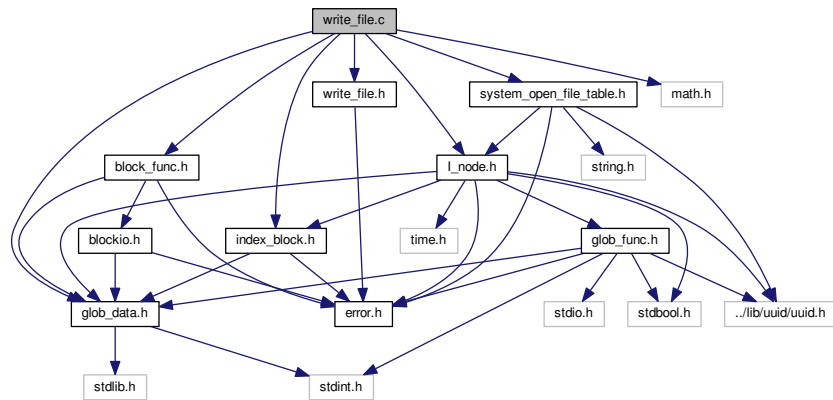 write_file.c
write_file.h
system_open_file_table.h
math.h
block_func.h
I_node.h
string.h
blockio.h
index_block.h
time.h
glob_func.h
glob_data.h
error.h
stdio.h
stdbool.h
../lib/uuid/uuid.h
stdlib.h
stdint.h